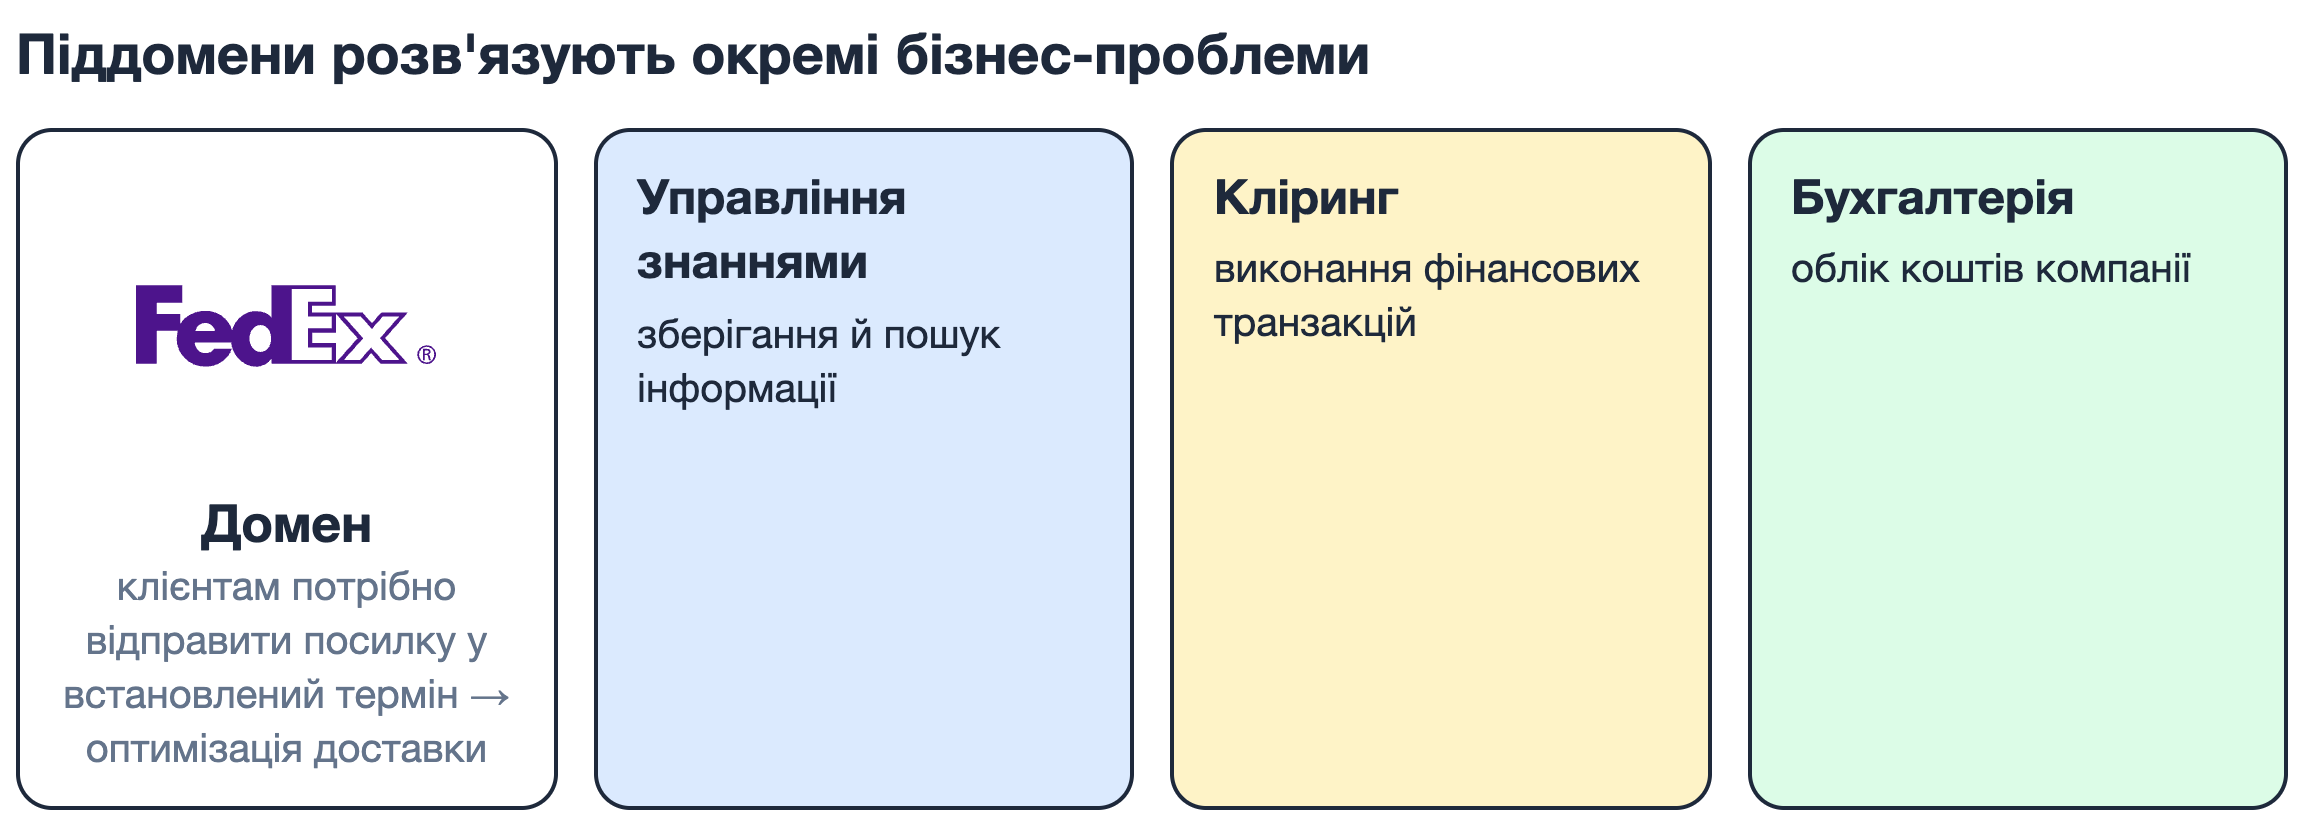 Піддомени розв'язують окремі бізнес-проблеми
FedEx ®
Домен
клієнтам потрібно
відправити посилку у
встановлений термін →
оптимізація доставки
Управління
знаннями
зберігання й пошук
інформації
Кліринг
виконання фінансових
транзакцій
Бухгалтерія
облік коштів компанії